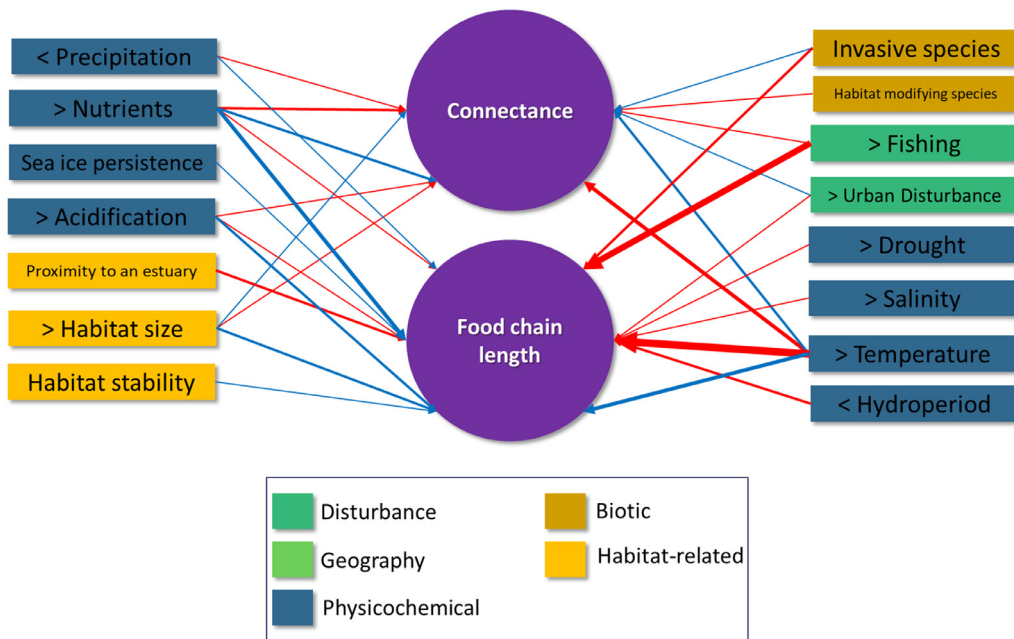 < Precipitation
> Nutrients
Sea ice persistence
> Acidification
Proximity to an estuary
> Habitat size
Habitat stability
Connectance
Food chain
length
Invasive species
Habitat modifying species
> Fishing
> Urban Disturbance
> Drought
> Salinity
> Temperature
< Hydroperiod
Disturbance
Geography
Physicochemical
Biotic
Habitat-related